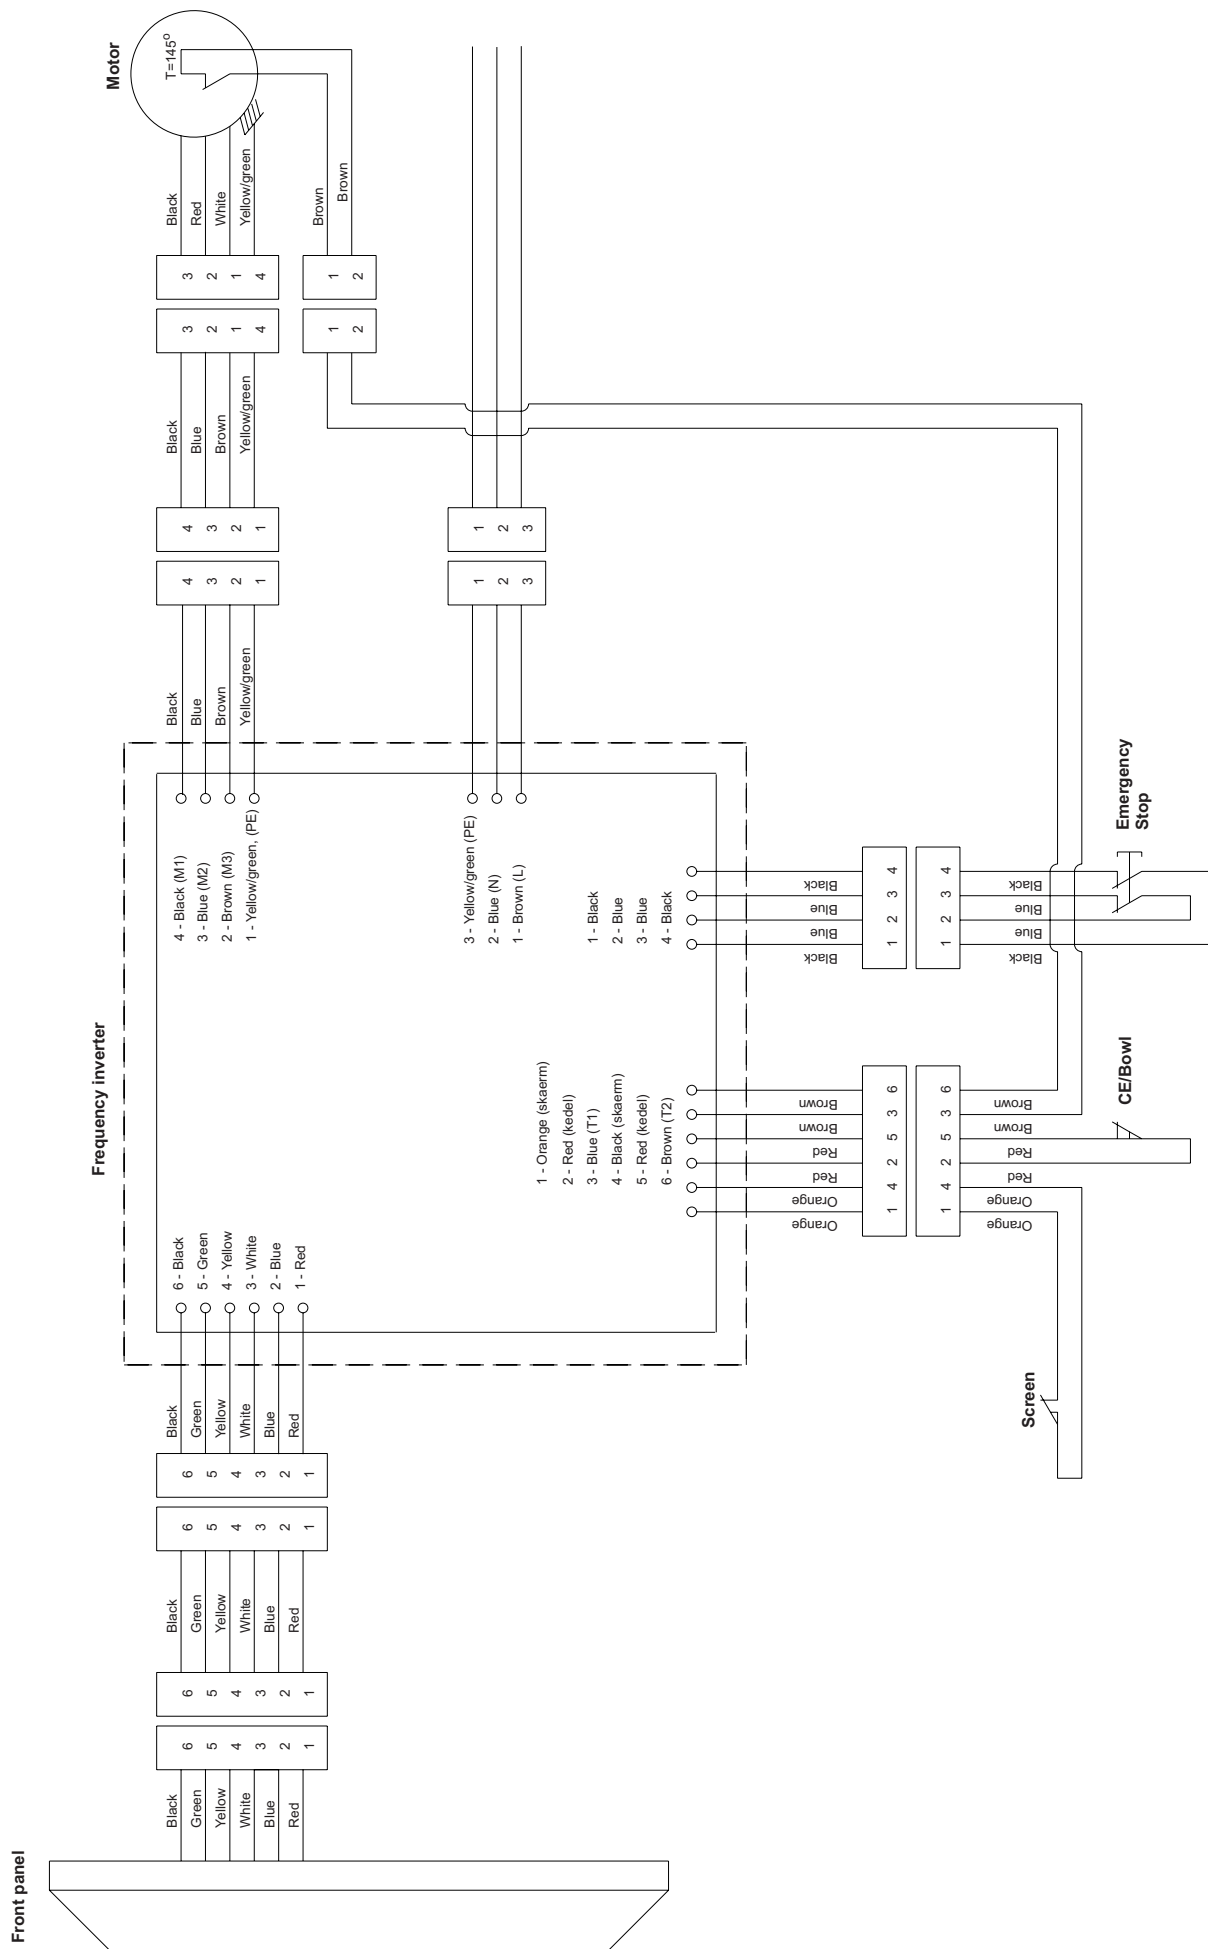 Front panel
Black
Green
Yellow
White
Blue
Red
6
5
4
3
2
1
6
5
4
3
2
1
Black
Green
Yellow
White
Blue
Red
6
5
4
3
2
1
6
5
4
3
2
1
Black
Green
Yellow
White
Blue
Red
Frequency inverter
6 - Black
5 - Green
4 - Yellow
3 - White
2 - Blue
1 - Red
4 - Black (M1)
3 - Blue (M2)
2 - Brown (M3)
1 - Yellow/green, (PE)
3 - Yellow/green (PE)
2 - Blue (N)
1 - Brown (L)
1 - Orange (skaerm)
2 - Red (kedel)
3 - Blue (T1)
4 - Black (skaerm)
5 - Red (kedel)
6 - Brown (T2)
1 - Black
2 - Blue
3 - Blue
4 - Black
Black
Blue
Brown
Yellow/green
4
3
2
1
4
3
2
1
Black
Blue
Brown
Yellow/green
3
2
1
4
3
2
1
4
Black
Red
White
Yellow/green
Motor
T=145°
1
2
1
2
Brown
Brown
1
2
3
1
2
3
Orange
Orange
Red
Red
Brown
Brown
1
4
2
5
3
6
1
4
2
5
3
6
Orange
Orange
Red
Red
Brown
Brown
Screen
CE/Bowl
Black
Blue
Blue
Black
1
2
3
4
1
2
3
4
Black
Blue
Blue
Black
Emergency
Stop